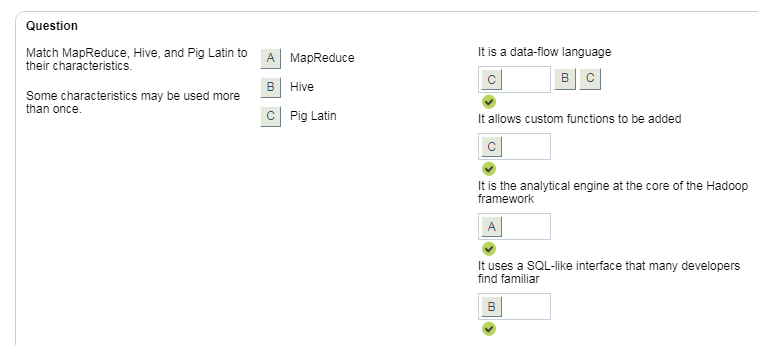 Question
Match MapReduce, Hive, and Pig Latin to
their characteristics.
Some characteristics may be used more
than once.
A MapReduce
B Hive
C Pig Latin
It is a data-flow language
C B C
It allows custom functions to be added
C
It is the analytical engine at the core of the Hadoop
framework
A
It uses a SQL-like interface that many developers
find familiar
B